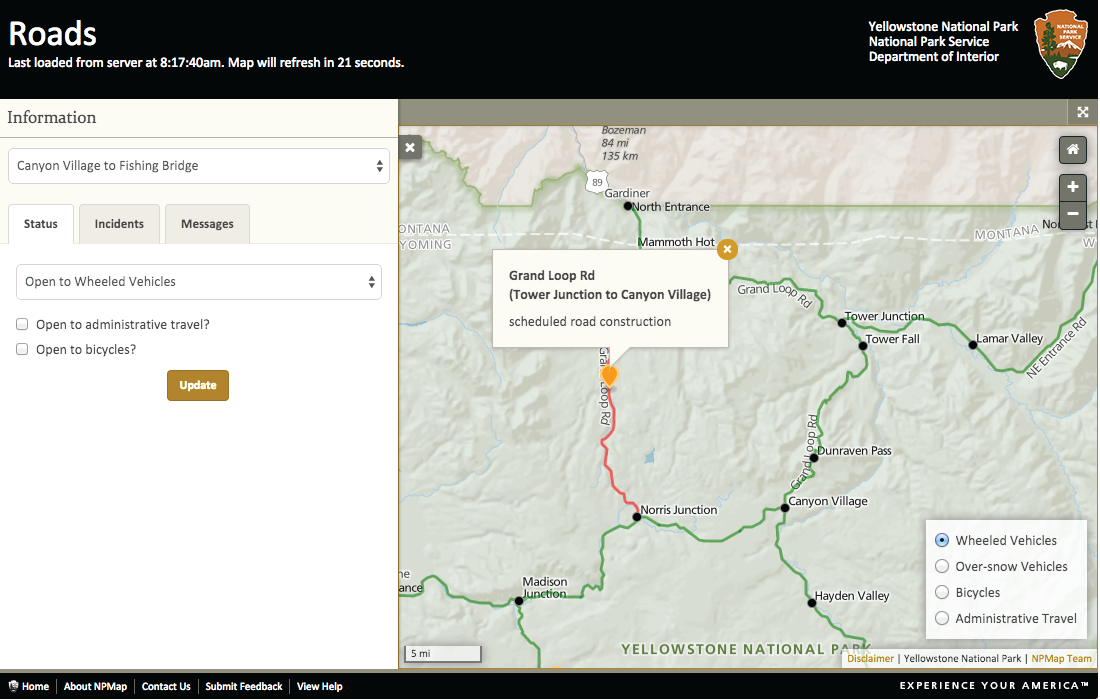 Roads
Last loaded from server at 8:17:40am. Map will refresh in 21 seconds.
Yellowstone National Park
National Park Service
Department of Interior
NATIONAL
PARK
SERVICE
Information
Canyon Village to Fishing Bridge
Status
Incidents
Messages
Open to Wheeled Vehicles
Open to administrative travel?
Open to bicycles?
Update
Bozeman
84 mi
135 km
89
Gardiner
North Entrance
ONTANA
YOMING
MONTANA
Mammoth Hot
Grand Loop Rd
(Tower Junction to Canyon Village)
scheduled road construction
Grand Loop Rd
Tower Junction
Tower Fall
Lamar Valley
NE Entrance Rd
Loop Rd
Grand Loop Rd
Dunraven Pass
Canyon Village
Norris Junction
Madison
Junction
Hayden Valley
YELLOWSTONE NATIONAL PARK
5 mi
Wheeled Vehicles
Over-snow Vehicles
Bicycles
Administrative Travel
Disclaimer | Yellowstone National Park | NPMap Team
Home
About NPMap
Contact Us
Submit Feedback
View Help
EXPERIENCE YOUR AMERICA™